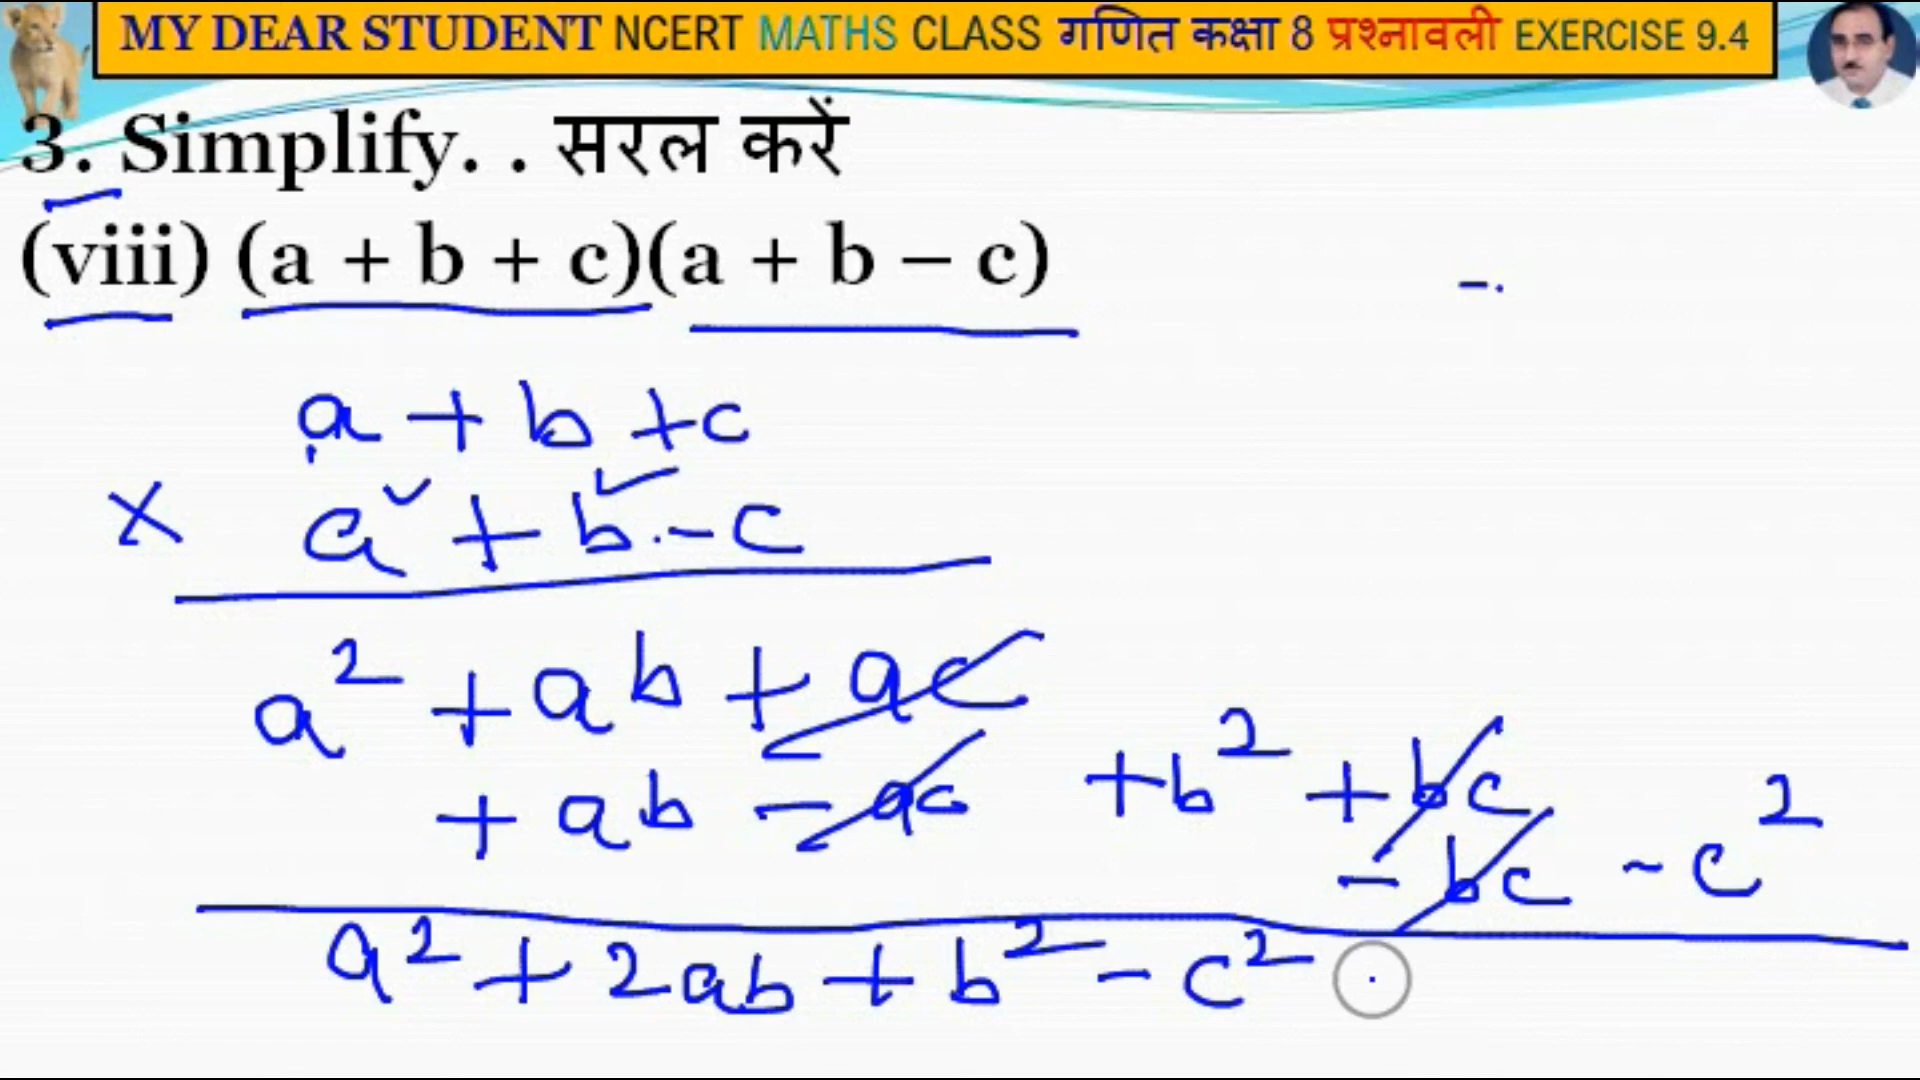 MY DEAR STUDENT NCERT MATHS CLASS गणित कक्षा 8 प्रश्नावली EXERCISE 9.4
3. Simplify. . सरल करें
(viii) (a + b + c)(a + b – c)
a + b + c
× a + b - c
a² + ab + ac
+ ab - ac + b² + bc
- bc - c²
a² + 2ab + b² - c²